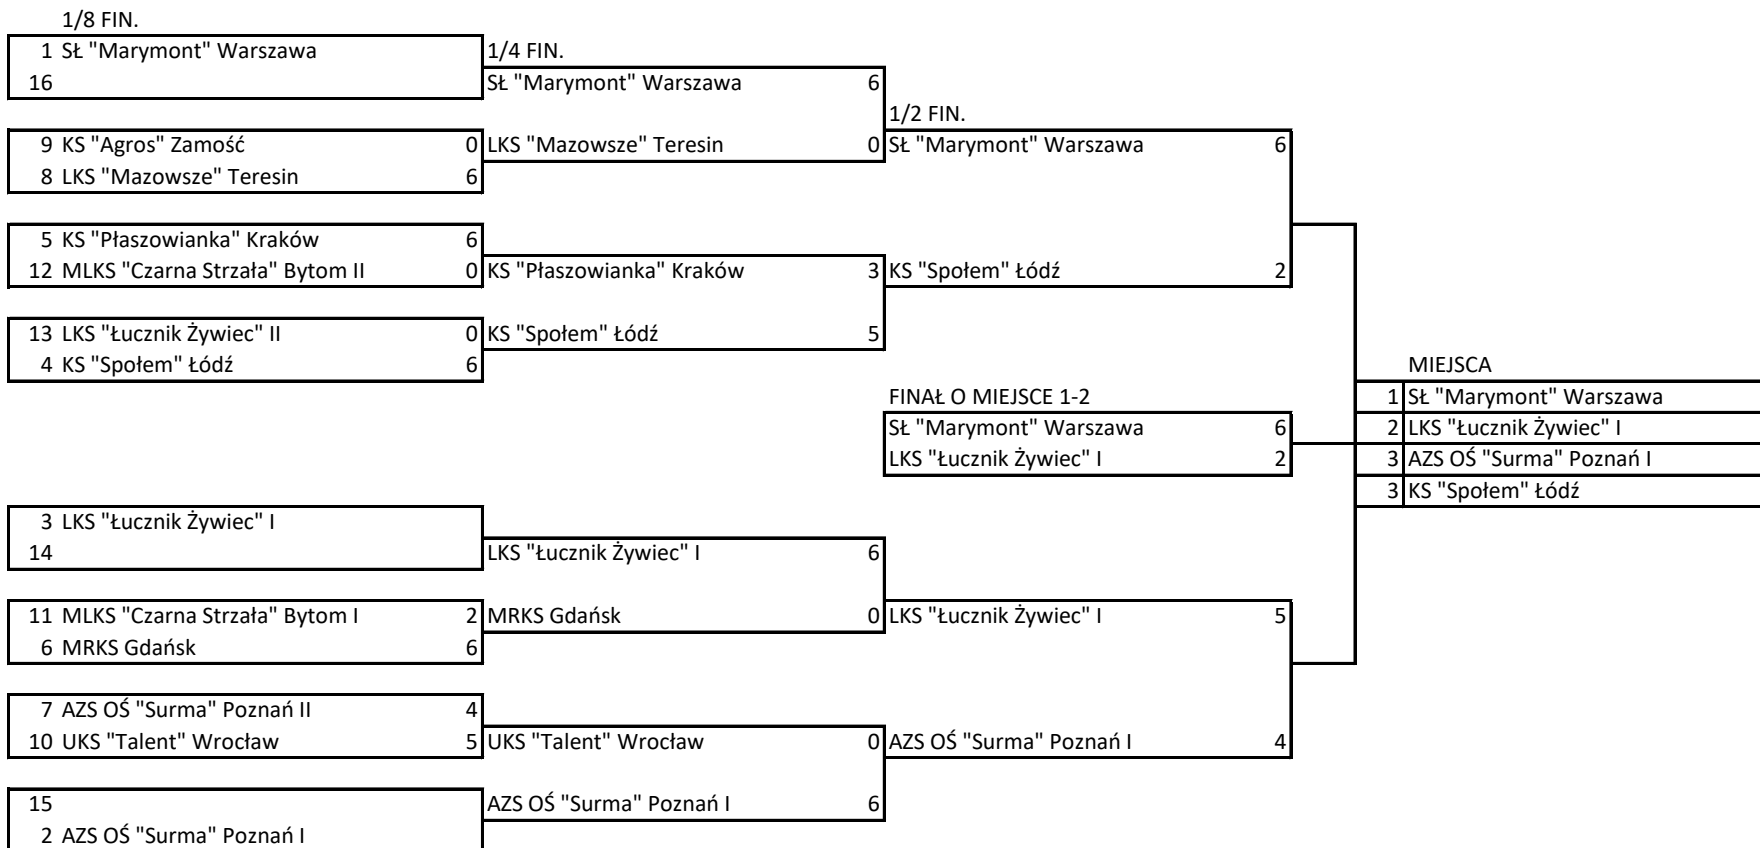 1/8 FIN.
1 SŁ "Marymont" Warszawa
16
9 KS "Agros" Zamość 0
8 LKS "Mazowsze" Teresin 6
5 KS "Płaszowianka" Kraków 6
12 MLKS "Czarna Strzała" Bytom II 0
13 LKS "Łucznik Żywiec" II 0
4 KS "Społem" Łódź 6
3 LKS "Łucznik Żywiec" I
14
11 MLKS "Czarna Strzała" Bytom I 2
6 MRKS Gdańsk 6
7 AZS OŚ "Surma" Poznań II 4
10 UKS "Talent" Wrocław 5
15
2 AZS OŚ "Surma" Poznań I
1/4 FIN.
SŁ "Marymont" Warszawa 6
LKS "Mazowsze" Teresin 0
KS "Płaszowianka" Kraków 3
KS "Społem" Łódź 5
LKS "Łucznik Żywiec" I 6
MRKS Gdańsk 0
UKS "Talent" Wrocław 0
AZS OŚ "Surma" Poznań I 6
1/2 FIN.
SŁ "Marymont" Warszawa 6
KS "Społem" Łódź 2
FINAŁ O MIEJSCE 1-2
SŁ "Marymont" Warszawa 6
LKS "Łucznik Żywiec" I 2
LKS "Łucznik Żywiec" I 5
AZS OŚ "Surma" Poznań I 4
MIEJSCA
1 SŁ "Marymont" Warszawa
2 LKS "Łucznik Żywiec" I
3 AZS OŚ "Surma" Poznań I
3 KS "Społem" Łódź